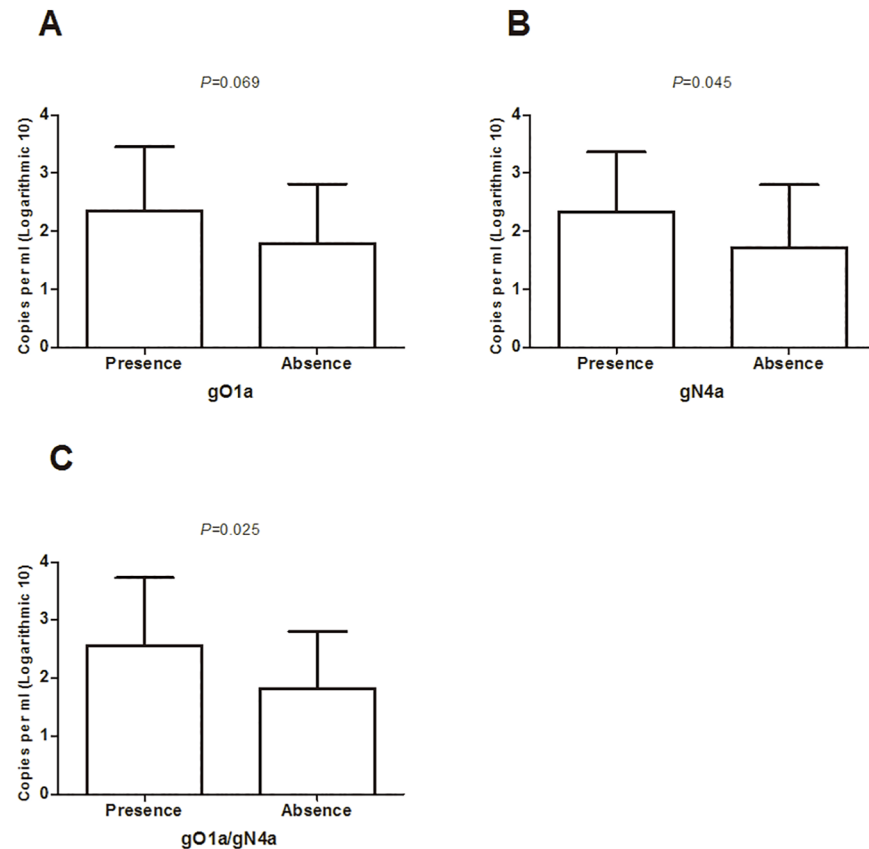 A
P=0.069
Copies per ml (Logarithmic 10)
4
3
2
1
0
Presence Absence
gO1a
B
P=0.045
Copies per ml (Logarithmic 10)
4
3
2
1
0
Presence Absence
gN4a
C
P=0.025
Copies per ml (Logarithmic 10)
4
3
2
1
0
Presence Absence
gO1a/gN4a